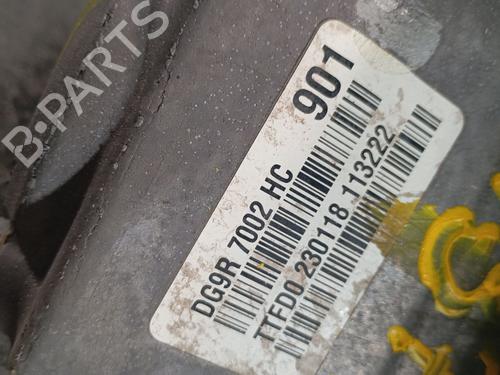 B-PARTS
901
DG9R 7002 HC
TTFD0 230118 113222